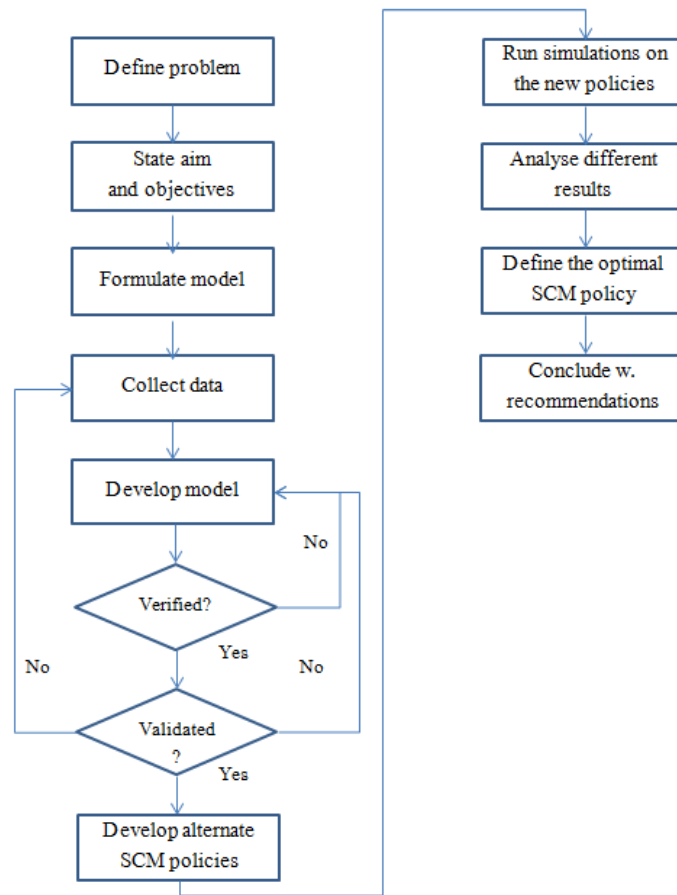 Define problem
State aim
and objectives
Formulate model
Collect data
Develop model
No
Verified?
Yes
No
No
Validated
?
Yes
Develop alternate
SCM policies
Run simulations on
the new policies
Analyse different
results
Define the optimal
SCM policy
Conclude w.
recommendations